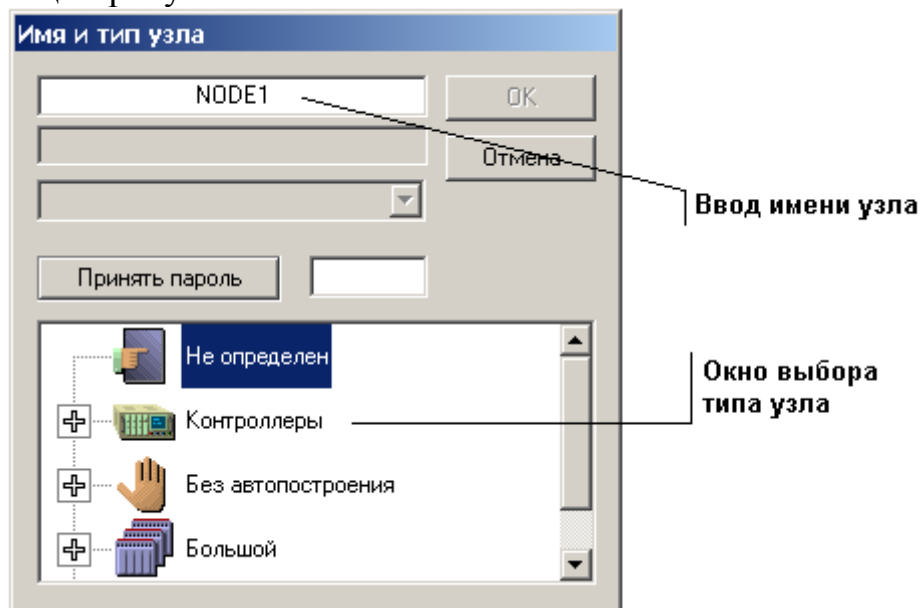 Имя и тип узла
NODE1
OK
Отмена
Ввод имени узла
Принять пароль
Не определен
Окно выбора
типа узла
Контроллеры
Без автопостроения
Большой